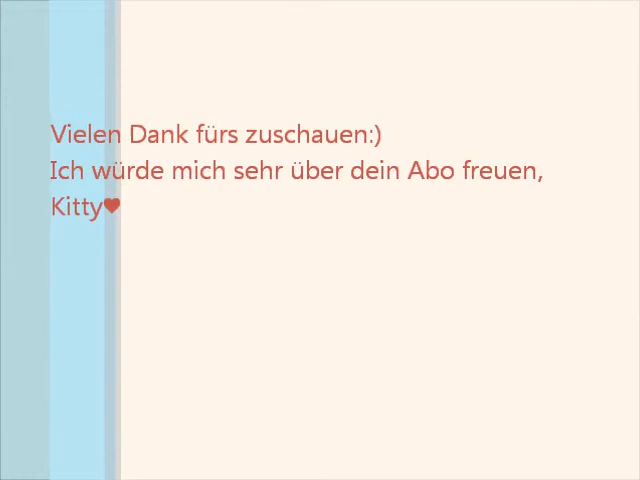 Vielen Dank fürs zuschauen:)
Ich würde mich sehr über dein Abo freuen,
Kitty♥